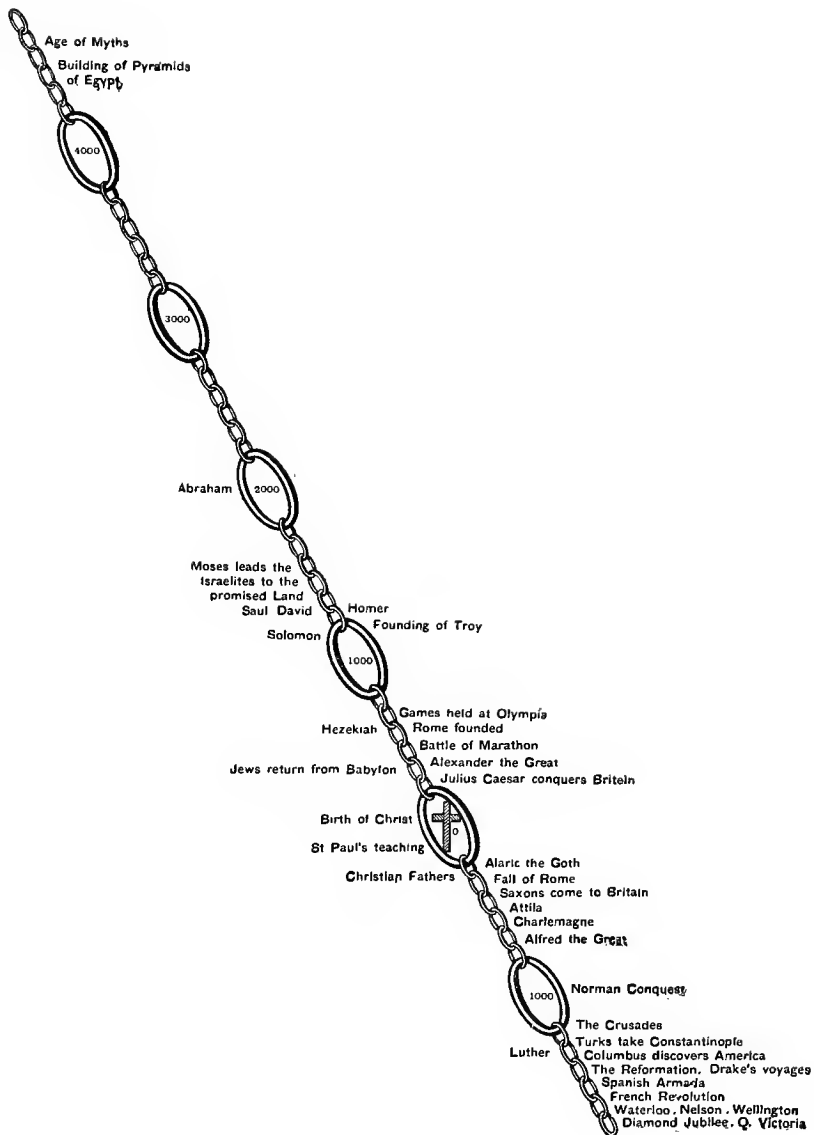 Age of Myths
Building of Pyramids
of Egypt
4000
3000
Abraham
2000
Moses leads the
Israelites to the
promised Land
Saul David
Homer
Solomon
Founding of Troy
1000
Games held at Olympia
Hezekiah
Rome founded
Battle of Marathon
Jews return from Babylon
Alexander the Great
Julius Caesar conquers Britein
Birth of Christ
0
St Paul's teaching
Christian Fathers
Alaric the Goth
Fall of Rome
Saxons come to Britain
Attila
Charlemagne
Alfred the Great
1000
Norman Conquest
The Crusades
Turks take Constantinople
Luther
Columbus discovers America
The Reformation. Drake's voyages
Spanish Armada
French Revolution
Waterloo. Nelson. Wellington
Diamond Jubilee. Q. Victoria